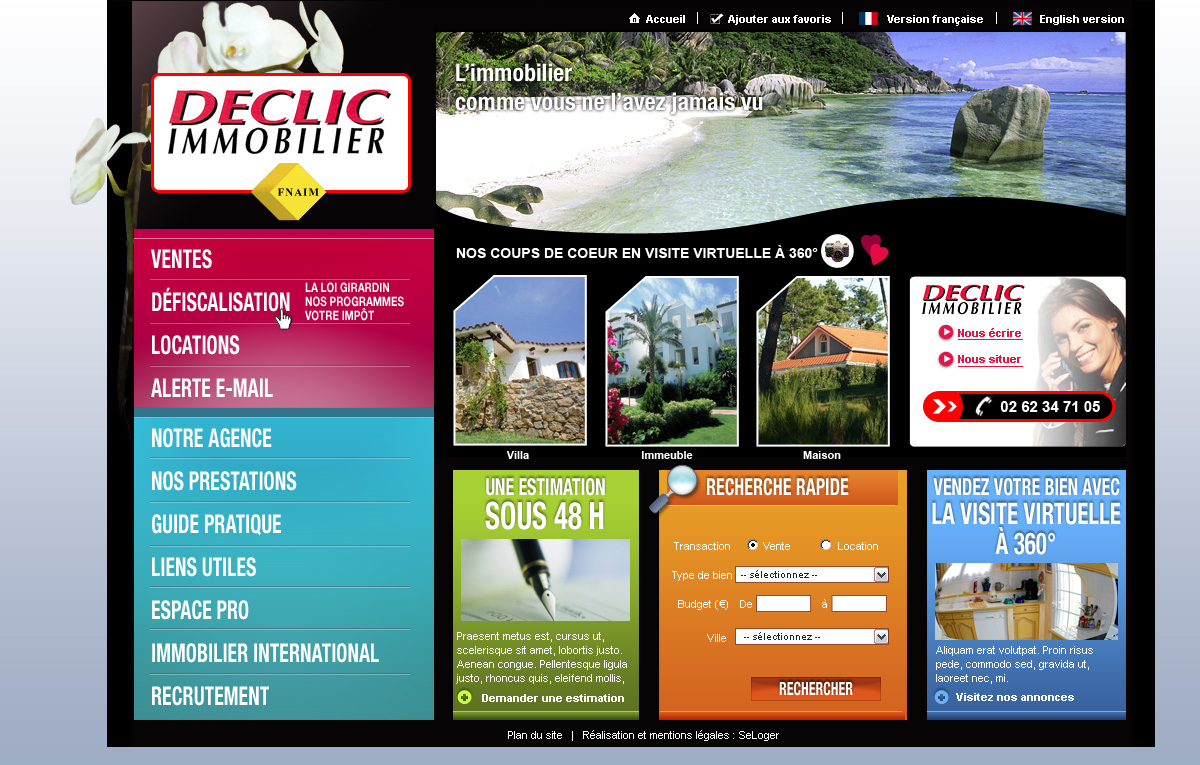 Accueil | Ajouter aux favoris | Version française | English version
DECLIC
IMMOBILIER
FNAIM
L'immobilier
comme vous ne l'avez jamais vu
VENTES
DÉFISCALISATION
LA LOI GIRARDIN
NOS PROGRAMMES
VOTRE IMPÔT
LOCATIONS
ALERTE E-MAIL
NOTRE AGENCE
NOS PRESTATIONS
GUIDE PRATIQUE
LIENS UTILES
ESPACE PRO
IMMOBILIER INTERNATIONAL
RECRUTEMENT
NOS COUPS DE COEUR EN VISITE VIRTUELLE À 360°
Villa
Immeuble
Maison
DECLIC
IMMOBILIER
Nous écrire
Nous situer
02 62 34 71 05
UNE ESTIMATION
SOUS 48 H
Praesent metus est, cursus ut,
scelerisque sit amet, lobortis justo.
Aenean congue. Pellentesque ligula
justo, rhoncus quis, eleifend mollis,
Demander une estimation
RECHERCHE RAPIDE
Transaction Vente Location
Type de bien -- sélectionnez --
Budget (€) De à
Ville -- sélectionnez --
RECHERCHER
VENDEZ VOTRE BIEN AVEC
LA VISITE VIRTUELLE
À 360°
Aliquam erat volutpat. Proin risus
pede, commodo sed, gravida ut,
laoreet nec, mi.
Visitez nos annonces
Plan du site | Réalisation et mentions légales : SeLoger